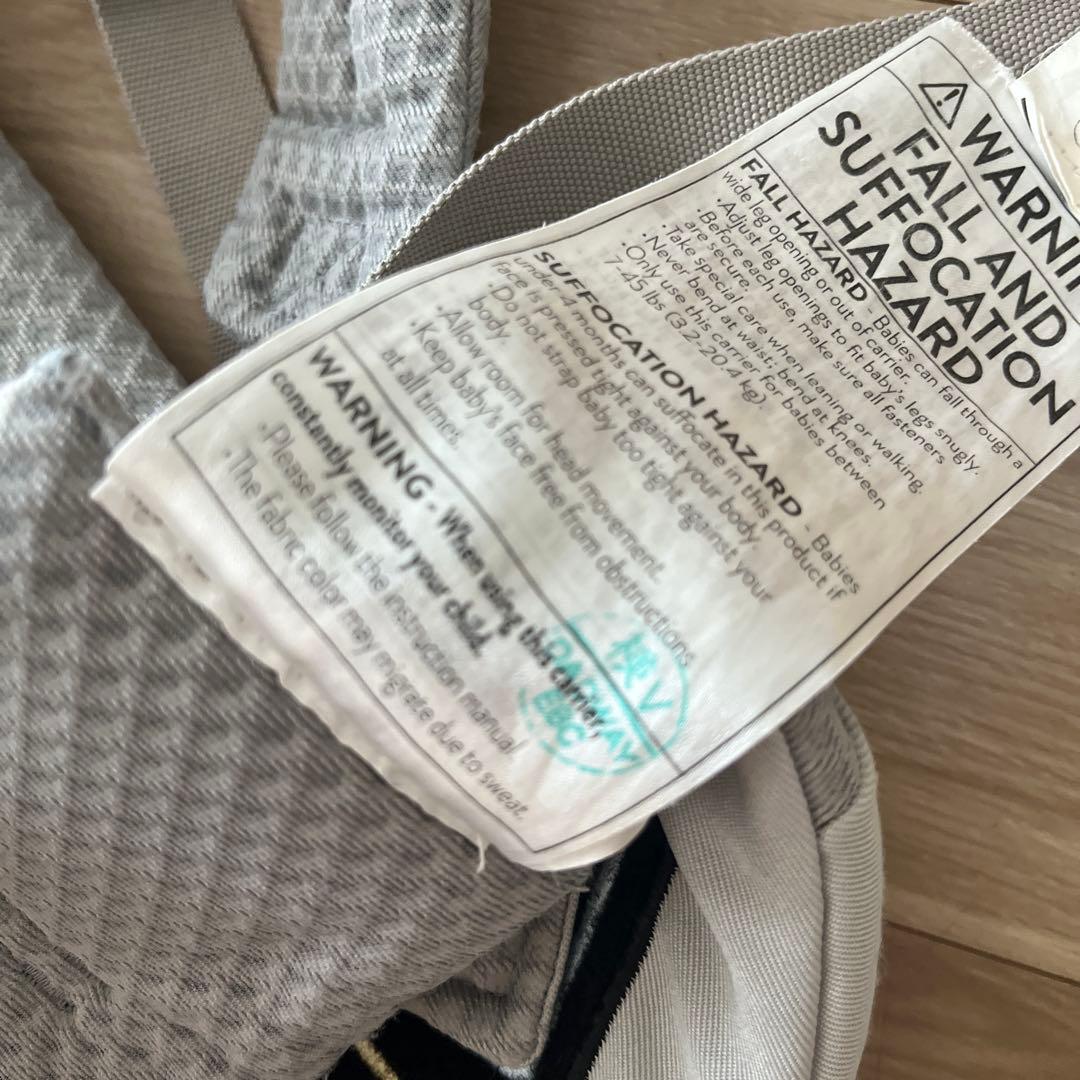 WARNIN
FALL AND
SUFFOCATION
HAZARD
FALL HAZARD - Babies can fall through a
wide leg opening or out of carrier.
·Adjust leg openings to fit baby's legs snugly.
·Before each use, make sure all fasteners
are secure.
·Take special care when leaning or walking.
·Never bend at waist; bend at knees.
·Only use this carrier for babies between
7-45 lbs (3.2-20.4 kg).
SUFFOCATION HAZARD - Babies
under 4 months can suffocate in this product if
face is pressed tight against your body.
·Do not strap baby too tight against your
body
·Allow room for head movement.
·Keep baby's face free from obstructions
at all times.
WARNING - When using this carrier,
constantly monitor your child.
·Please follow the instruction manual
·The fabric color may migrate due to sweat.
検 V
EBC